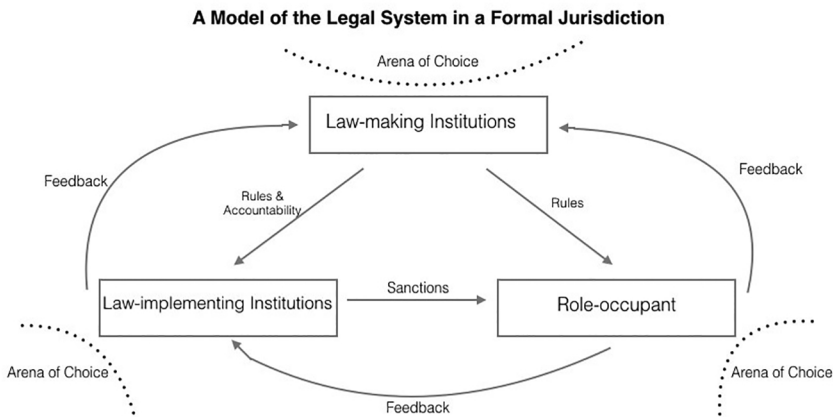 A Model of the Legal System in a Formal Jurisdiction
Arena of Choice
Law-making Institutions
Feedback
Feedback
Rules &
Accountability
Rules
Law-implementing Institutions
Sanctions
Role-occupant
Arena of Choice
Arena of Choice
Feedback